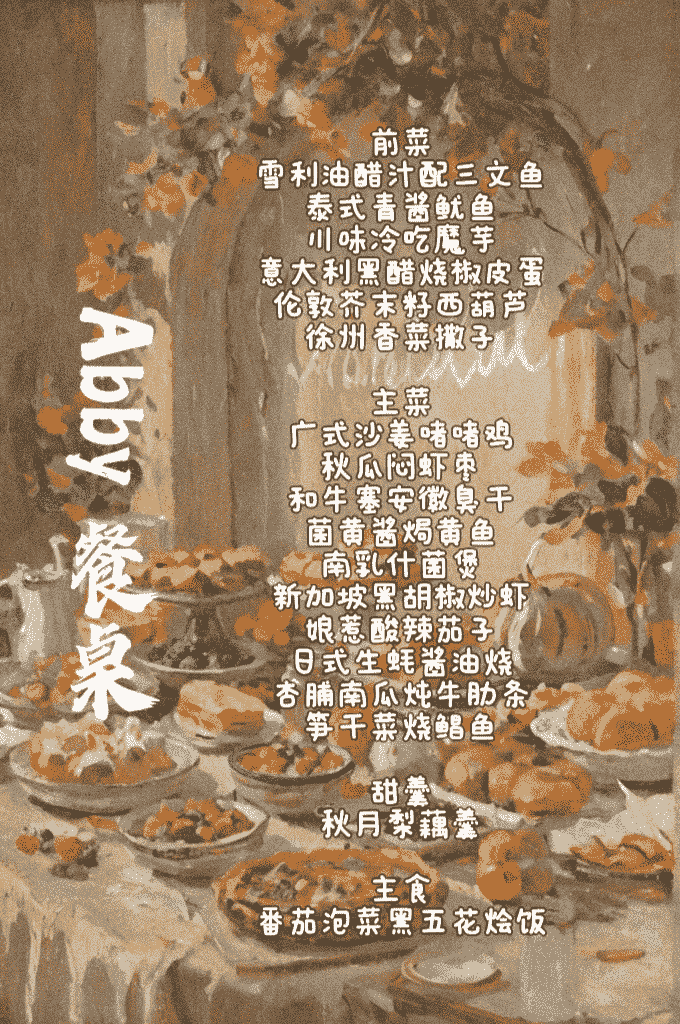 Abby 餐桌
前菜
雪利油醋汁配三文鱼
泰式青酱鱿鱼
川味冷吃魔芋
意大利黑醋烧椒皮蛋
伦敦芥末籽西葫芦
徐州香菜撒子
主菜
广式沙姜啫啫鸡
秋瓜闷虾枣
和牛塞安徽臭干
菌黄酱焗黄鱼
南乳什菌煲
新加坡黑胡椒炒虾
娘惹酸辣茄子
日式生蚝酱油烧
杏脯南瓜炖牛肋条
笋干菜烧鲳鱼
甜羹
秋月梨藕羹
主食
番茄泡菜黑五花烩饭